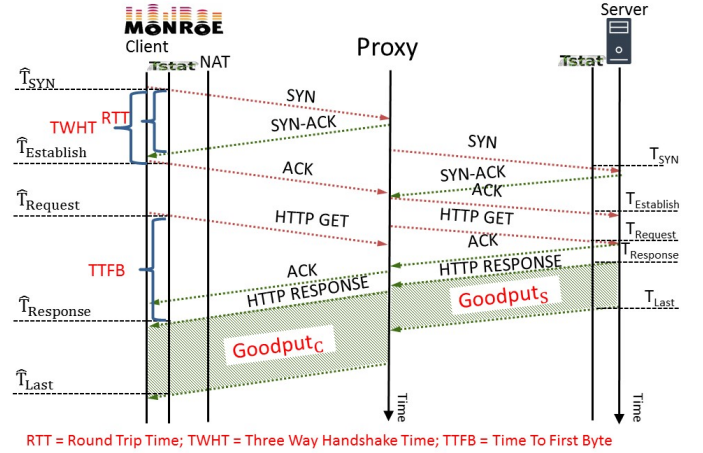 MONROE
Client
Tstat
NAT
Proxy
Server
Tstat
T̂SYN
SYN
TWHT
RTT
SYN-ACK
SYN
T̂Establish
TSYN
ACK
SYN-ACK
ACK
T̂Request
TEstablish
HTTP GET
HTTP GET
TRequest
ACK
TResponse
TTFB
ACK
HTTP RESPONSE
HTTP RESPONSE
GoodputS
T̂Response
TLast
GoodputC
T̂Last
Time
Time
RTT = Round Trip Time; TWHT = Three Way Handshake Time; TTFB = Time To First Byte